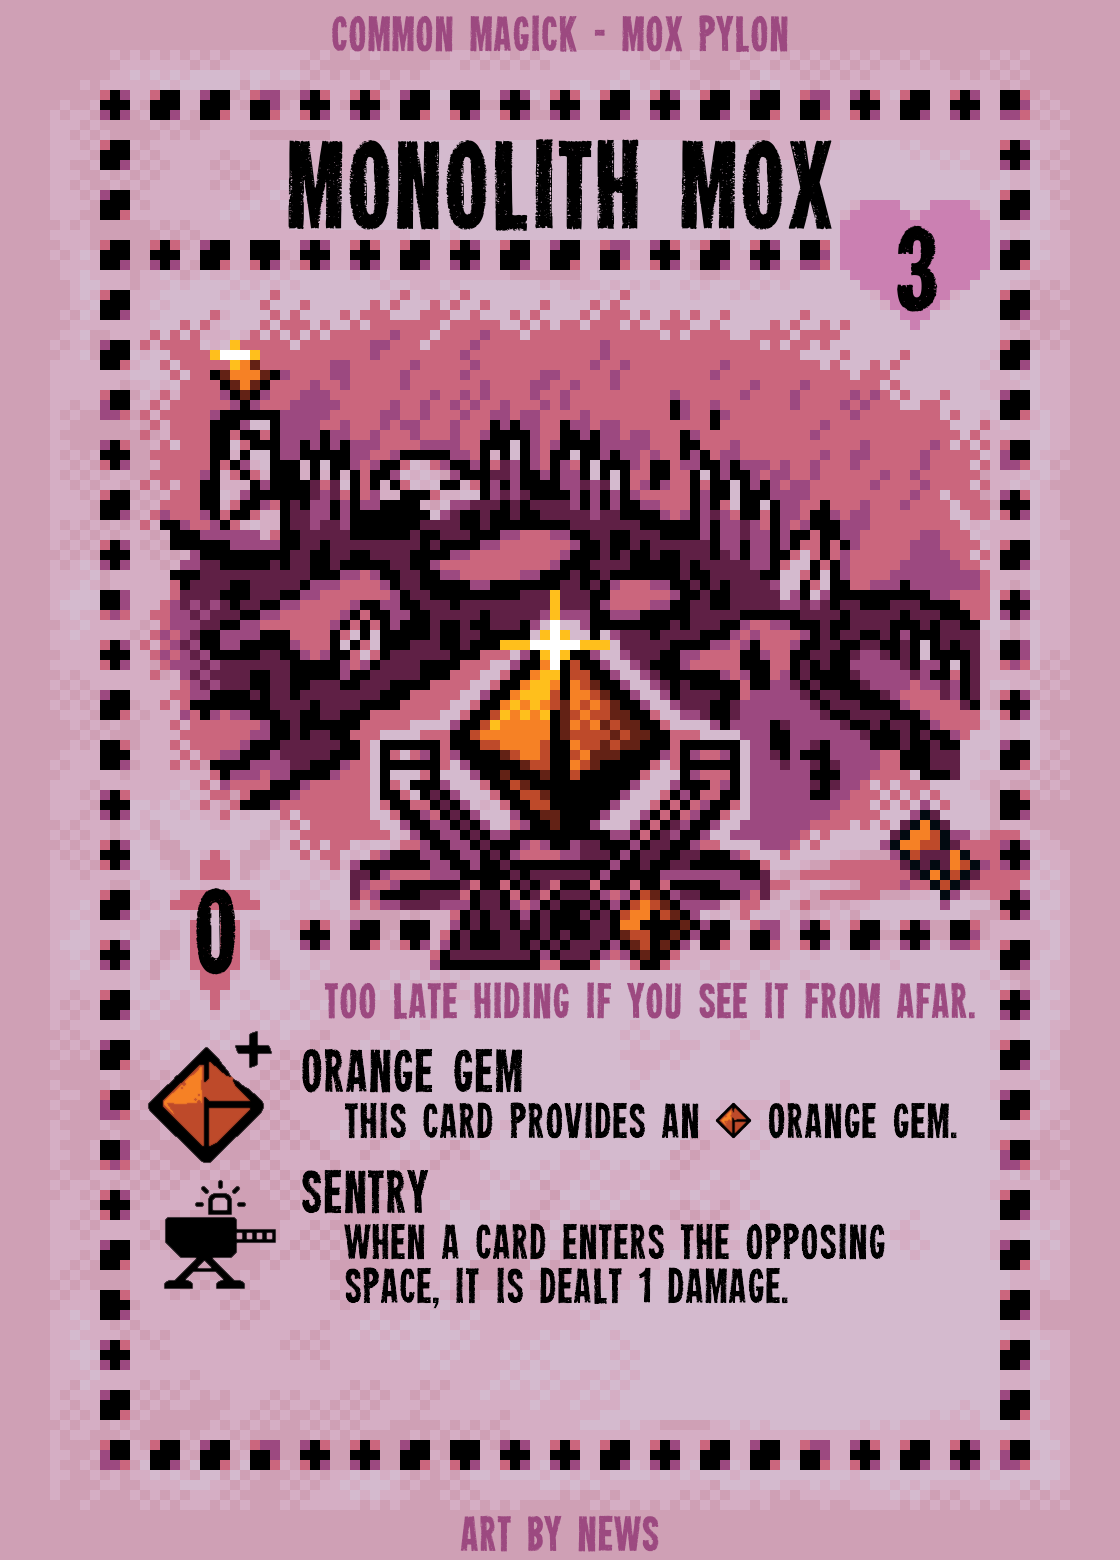 COMMON MAGICK - MOX PYLON
MONOLITH MOX
3
0
TOO LATE HIDING IF YOU SEE IT FROM AFAR.
ORANGE GEM
THIS CARD PROVIDES AN ORANGE GEM.
SENTRY
WHEN A CARD ENTERS THE OPPOSING
SPACE, IT IS DEALT 1 DAMAGE.
ART BY NEWS